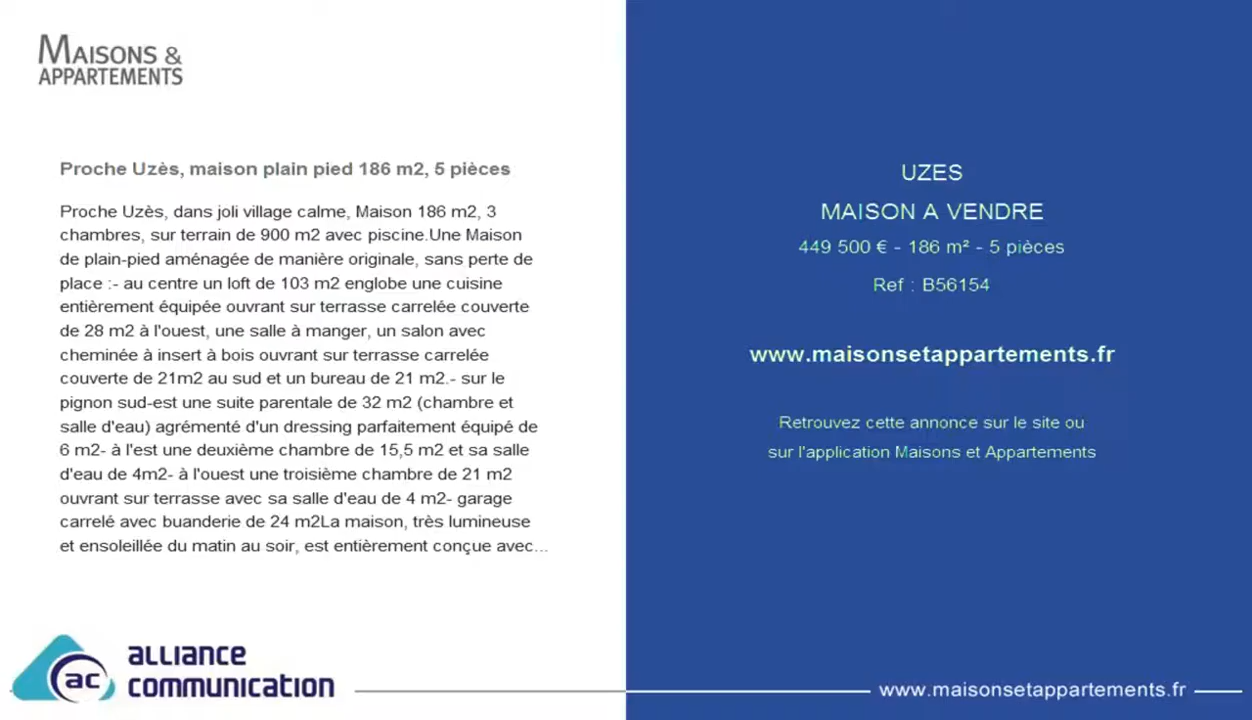 MAISONS &
APPARTEMENTS
Proche Uzès, maison plain pied 186 m2, 5 pièces
Proche Uzès, dans joli village calme, Maison 186 m2, 3
chambres, sur terrain de 900 m2 avec piscine.Une Maison
de plain-pied aménagée de manière originale, sans perte de
place :- au centre un loft de 103 m2 englobe une cuisine
entièrement équipée ouvrant sur terrasse carrelée couverte
de 28 m2 à l'ouest, une salle à manger, un salon avec
cheminée à insert à bois ouvrant sur terrasse carrelée
couverte de 21m2 au sud et un bureau de 21 m2.- sur le
pignon sud-est une suite parentale de 32 m2 (chambre et
salle d'eau) agrémenté d'un dressing parfaitement équipé de
6 m2- à l'est une deuxième chambre de 15,5 m2 et sa salle
d'eau de 4m2- à l'ouest une troisième chambre de 21 m2
ouvrant sur terrasse avec sa salle d'eau de 4 m2- garage
carrelé avec buanderie de 24 m2La maison, très lumineuse
et ensoleillée du matin au soir, est entièrement conçue avec...
ac
alliance
communication
UZES
MAISON A VENDRE
449 500 € - 186 m² - 5 pièces
Ref : B56154
www.maisonsetappartements.fr
Retrouvez cette annonce sur le site ou
sur l'application Maisons et Appartements
www.maisonsetappartements.fr